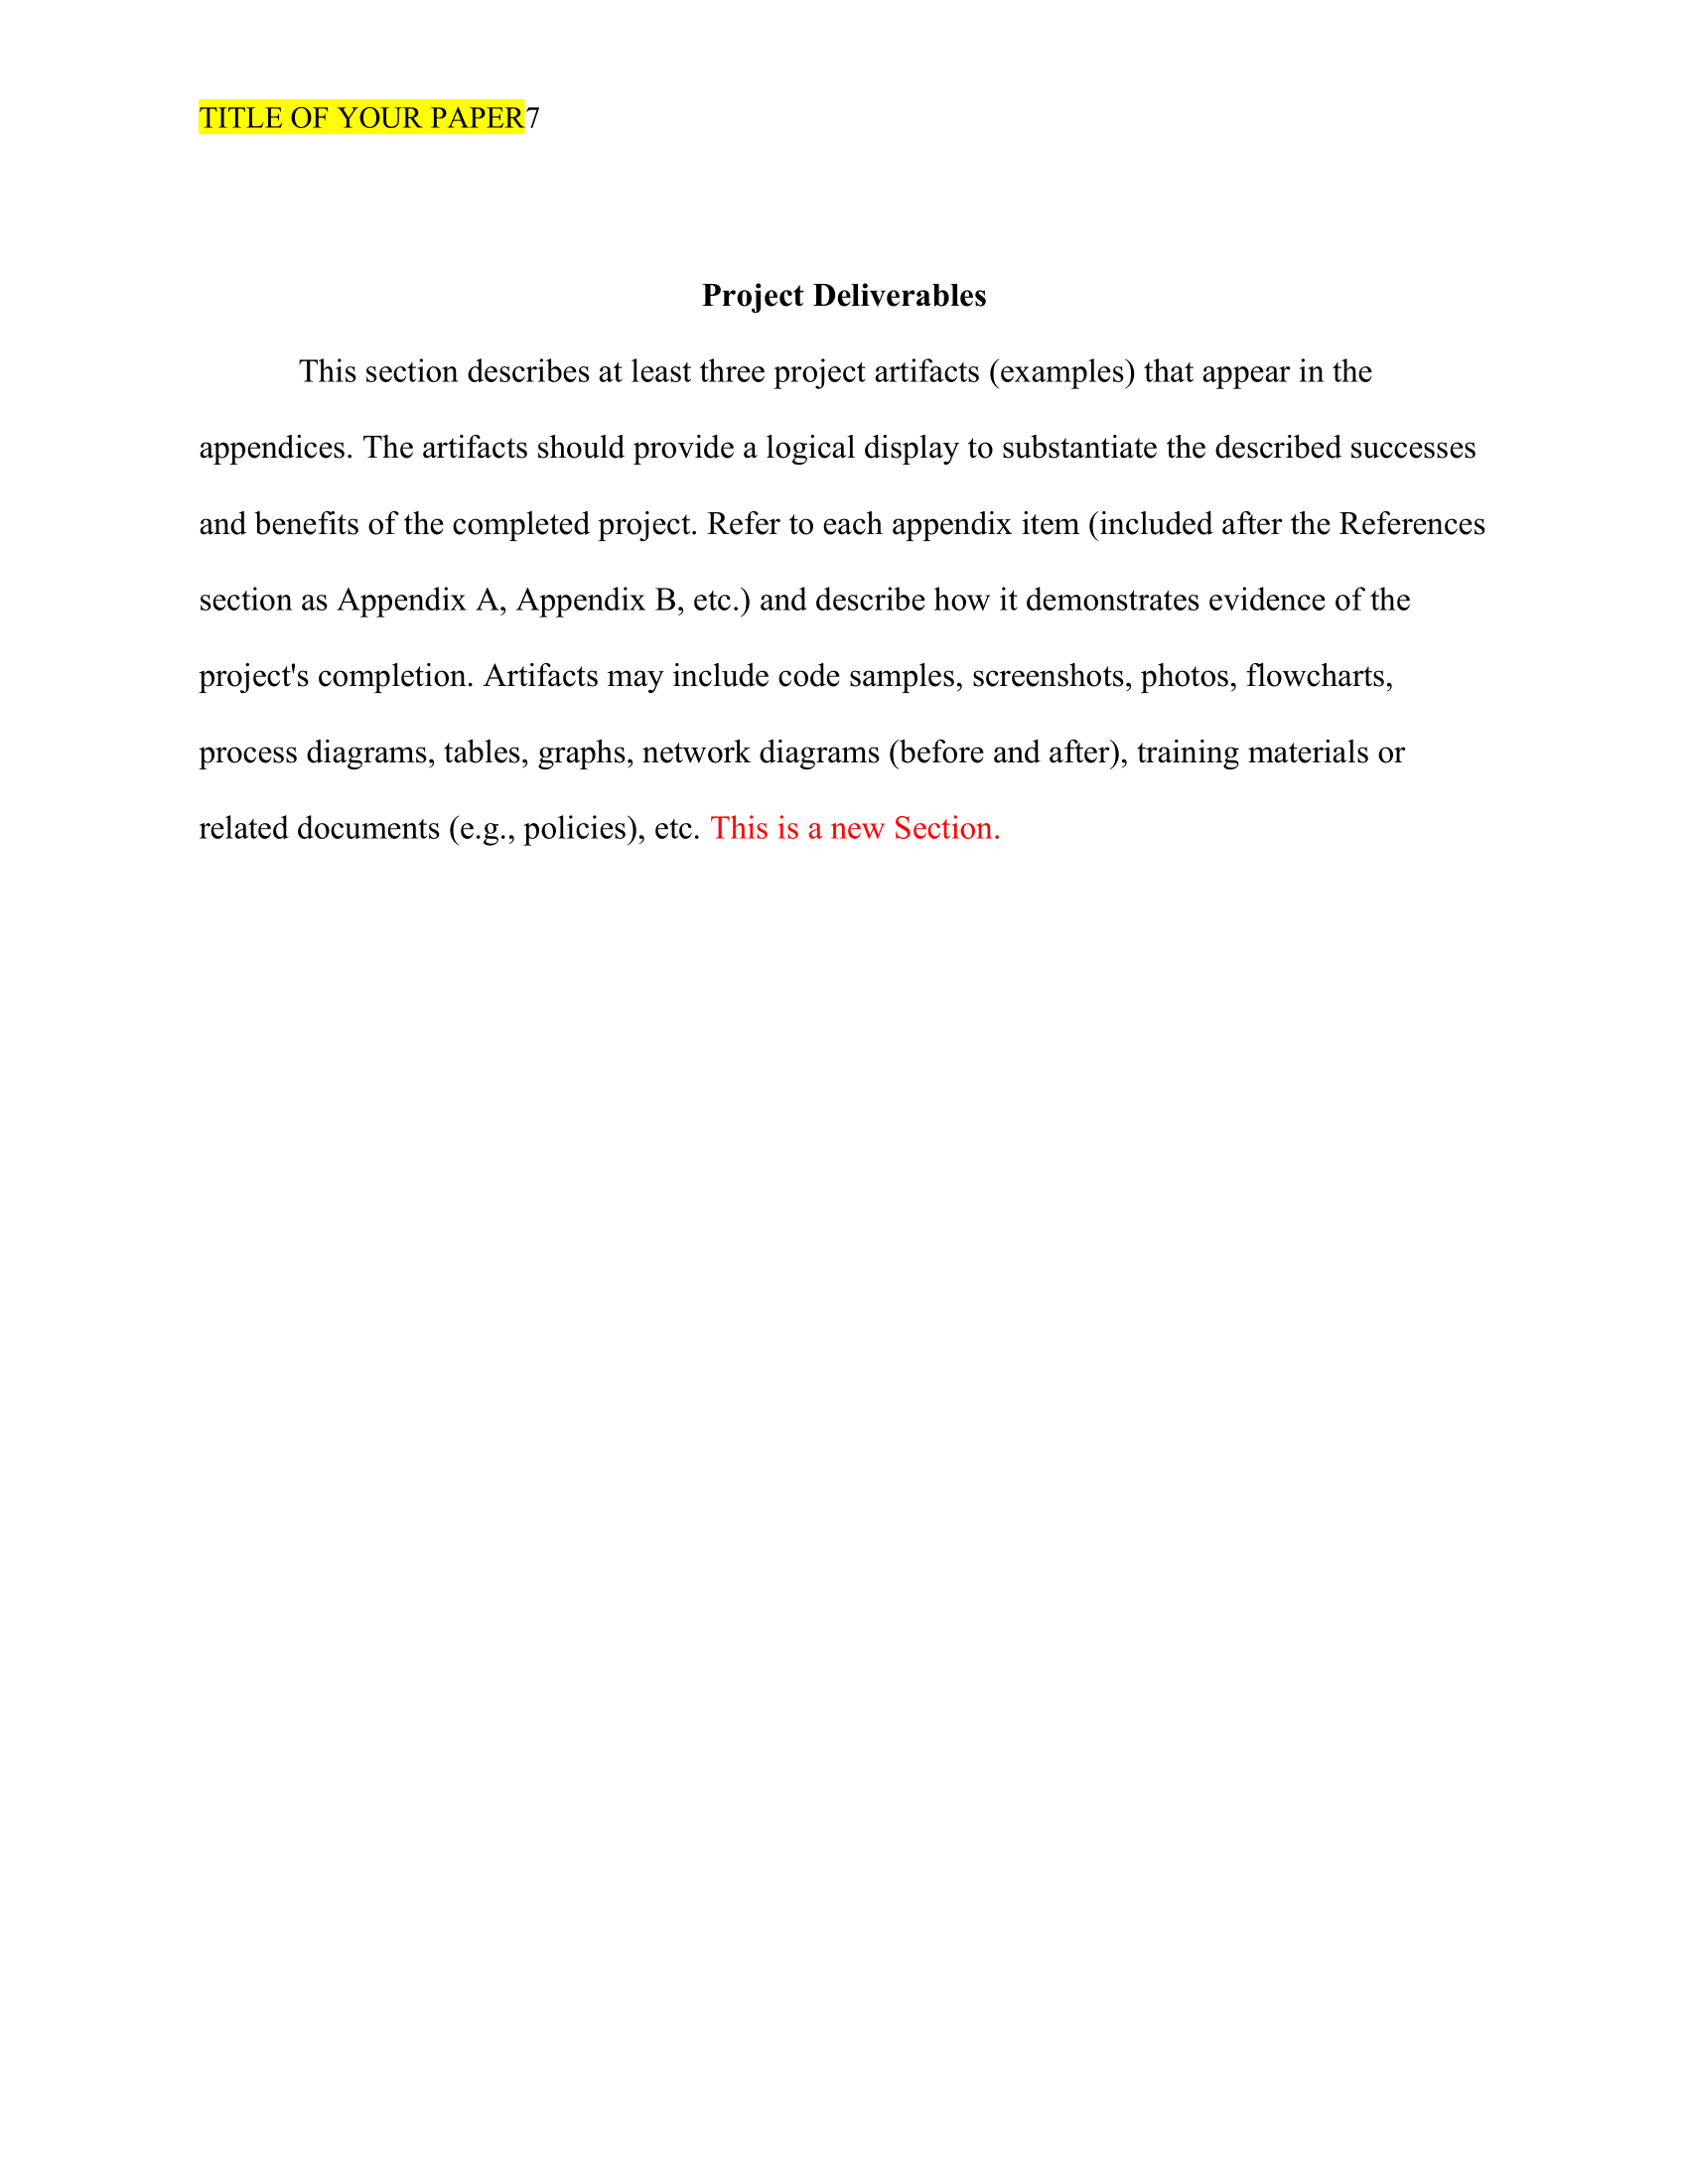 TITLE OF YOUR PAPER7
Project Deliverables
This section describes at least three project artifacts (examples) that appear in the
appendices. The artifacts should provide a logical display to substantiate the described successes
and benefits of the completed project. Refer to each appendix item (included after the References
section as Appendix A, Appendix B, etc.) and describe how it demonstrates evidence of the
project's completion. Artifacts may include code samples, screenshots, photos, flowcharts,
process diagrams, tables, graphs, network diagrams (before and after), training materials or
related documents (e.g., policies), etc. This is a new Section.